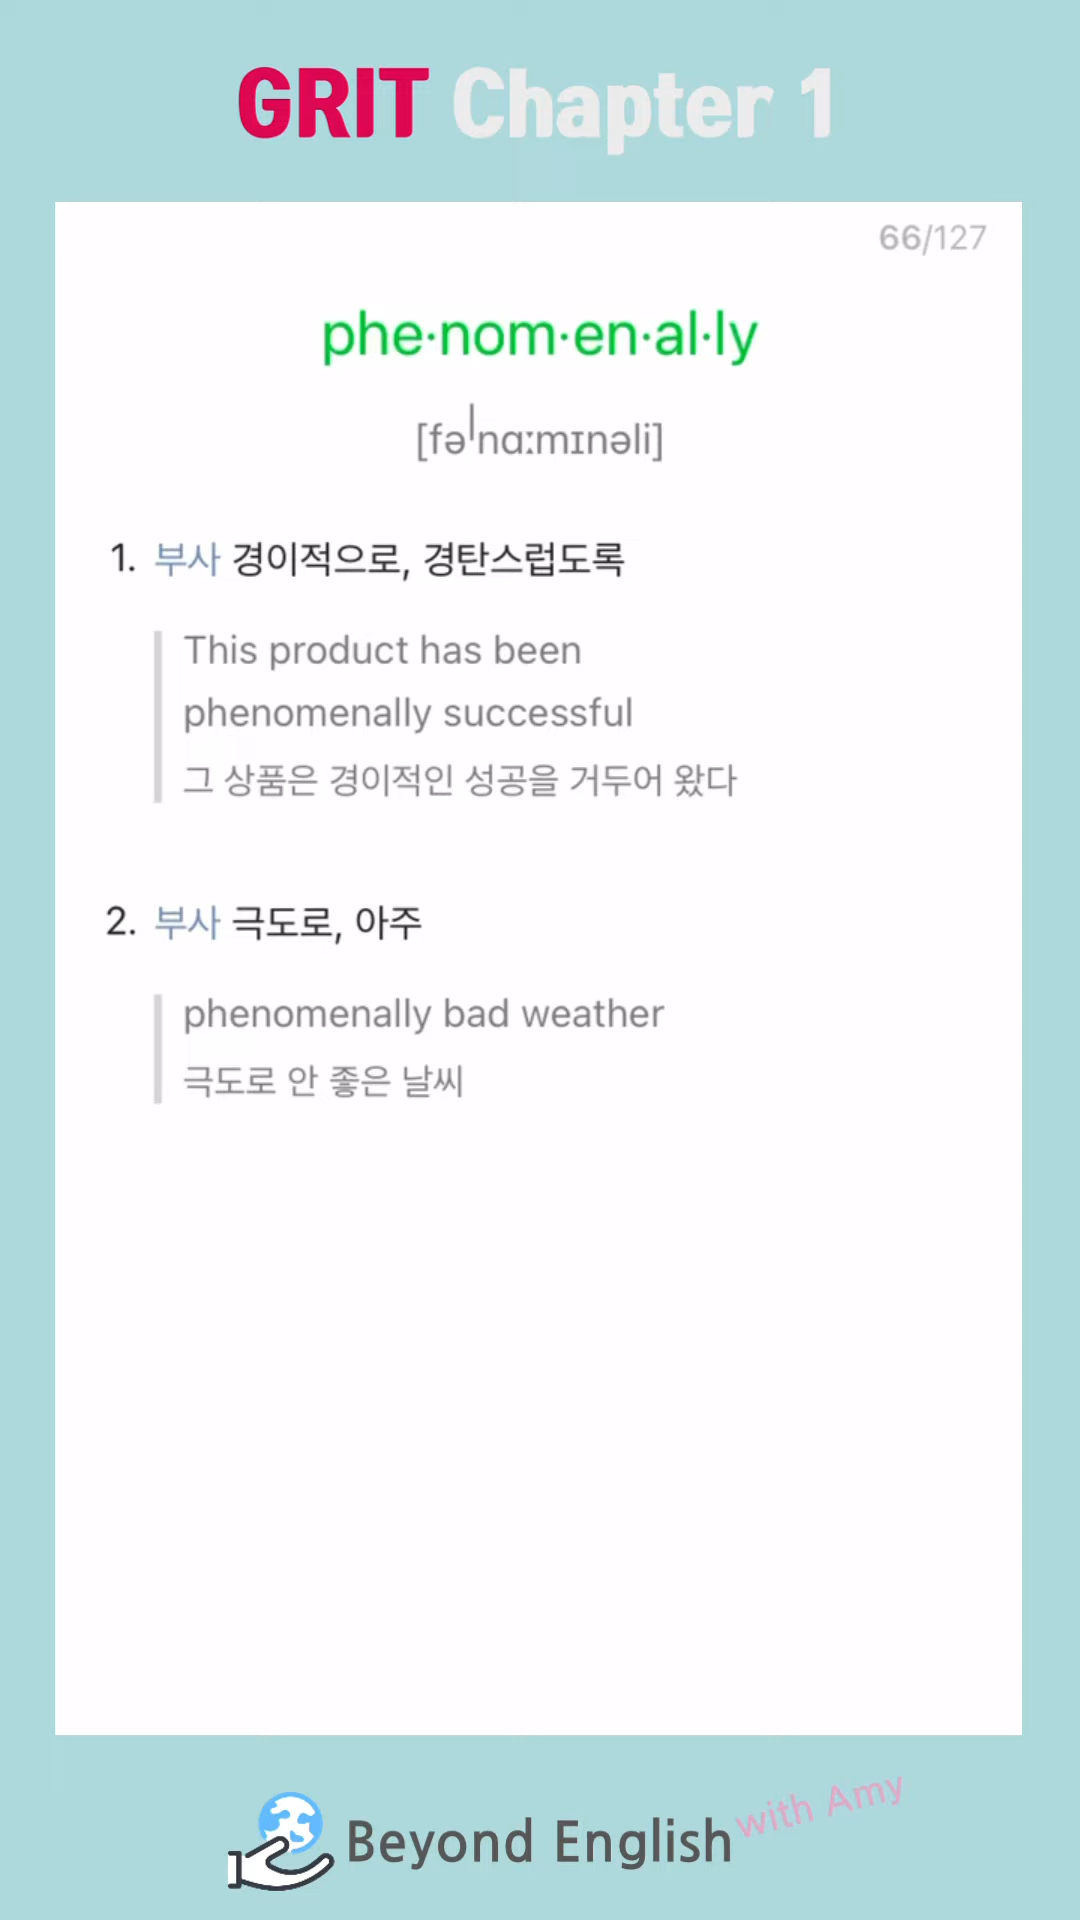 GRIT Chapter 1
66/127
phe·nom·en·al·ly
[fəˈnɑːmɪnəli]
1. 부사 경이적으로, 경탄스럽도록
This product has been
phenomenally successful
그 상품은 경이적인 성공을 거두어 왔다
2. 부사 극도로, 아주
phenomenally bad weather
극도로 안 좋은 날씨
Beyond English with Amy